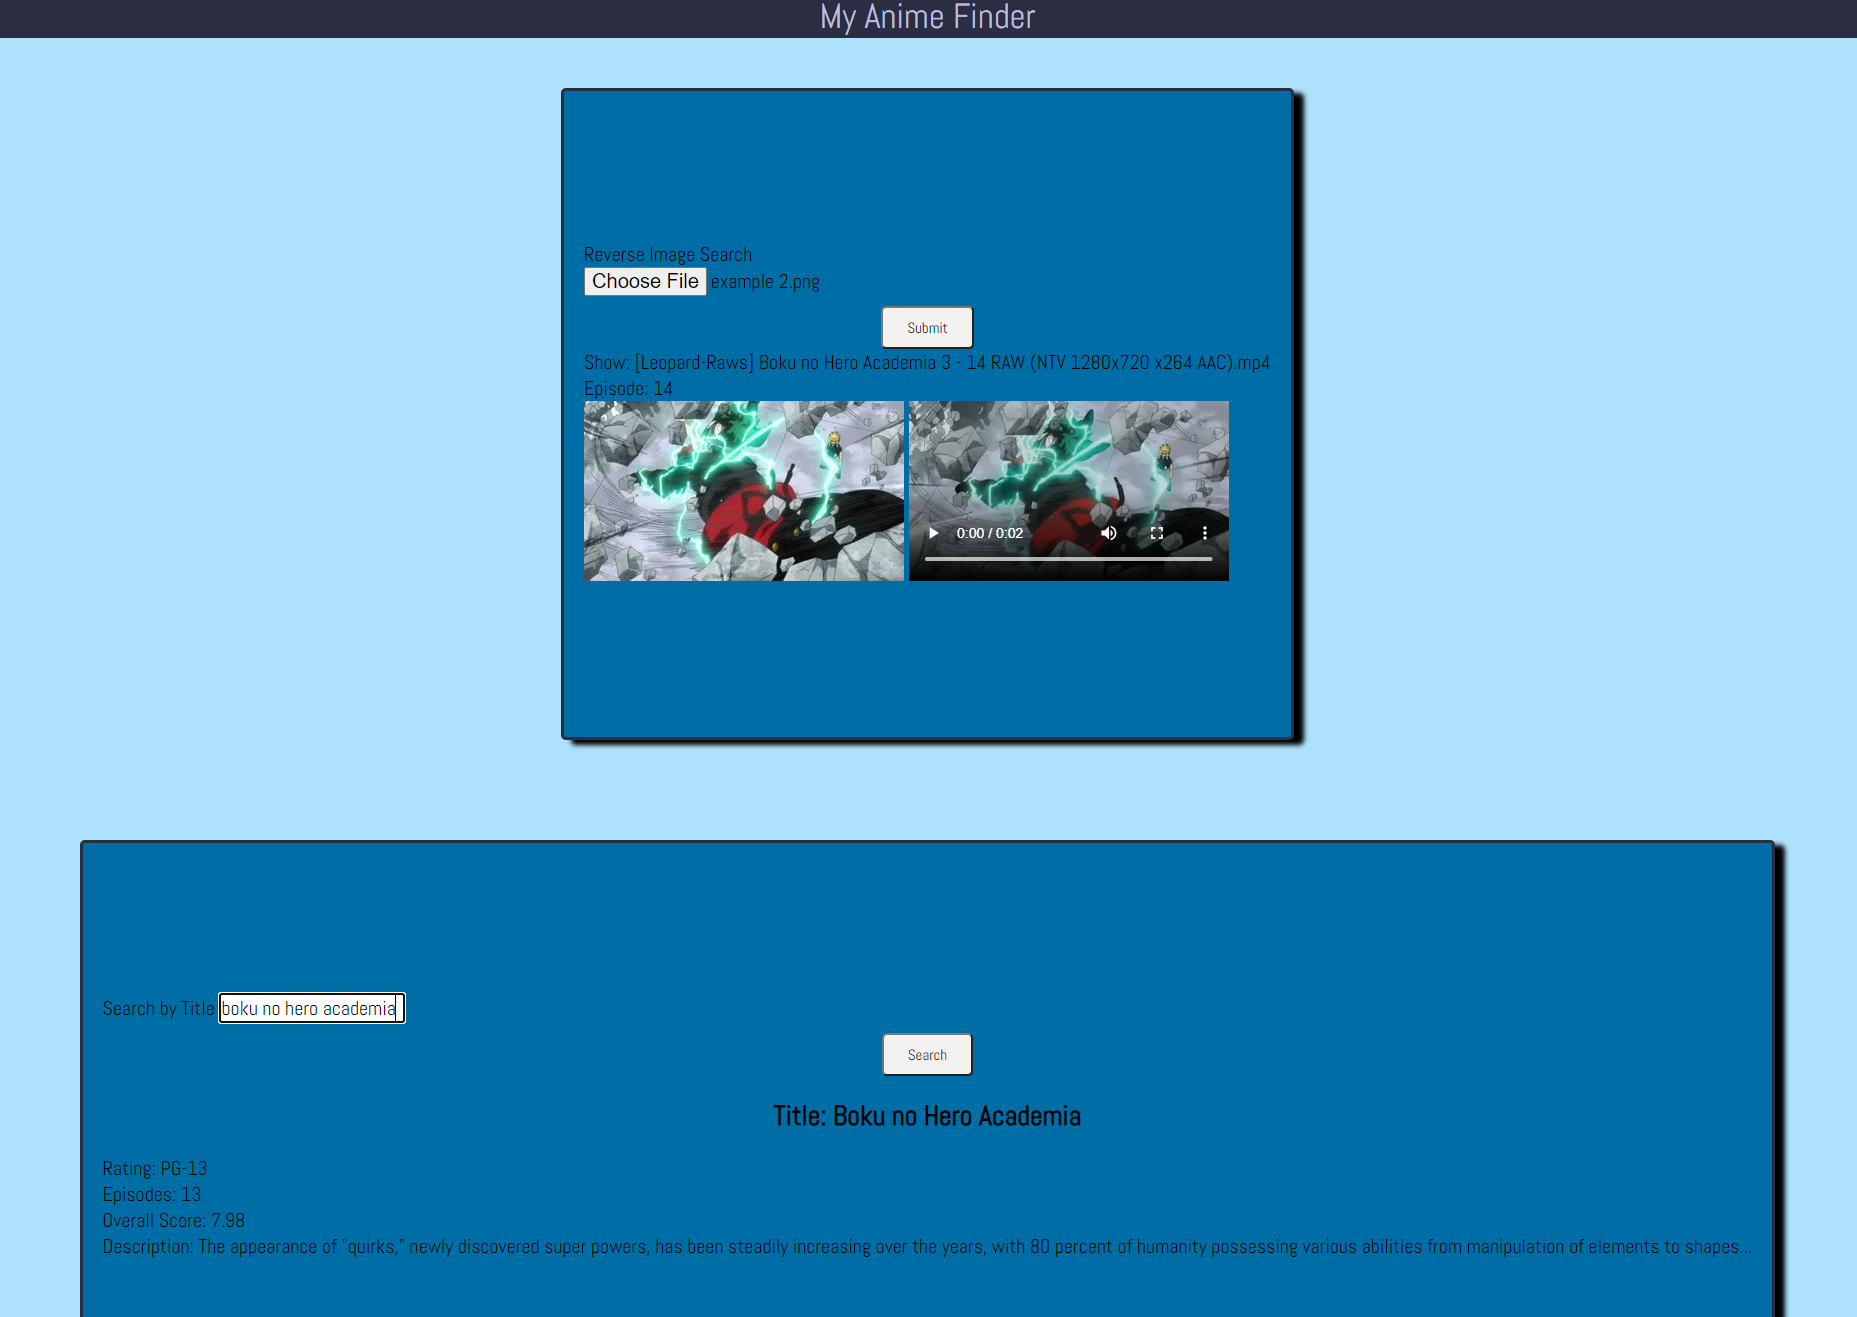 My Anime Finder
Reverse Image Search
Choose File example 2.png
Submit
Show: [Leopard-Raws] Boku no Hero Academia 3 - 14 RAW (NTV 1280x720 x264 AAC).mp4
Episode: 14
0:00 / 0:02
Search by Title boku no hero academia
Search
Title: Boku no Hero Academia
Rating: PG-13
Episodes: 13
Overall Score: 7.98
Description: The appearance of "quirks," newly discovered super powers, has been steadily increasing over the years, with 80 percent of humanity possessing various abilities from manipulation of elements to shapes...